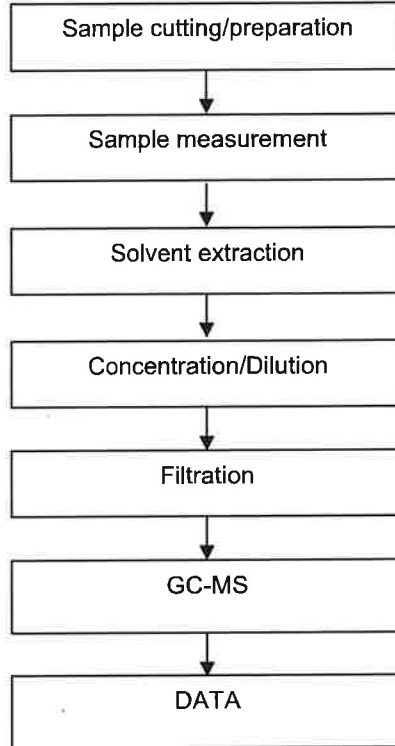 Sample cutting/preparation
Sample measurement
Solvent extraction
Concentration/Dilution
Filtration
GC-MS
DATA